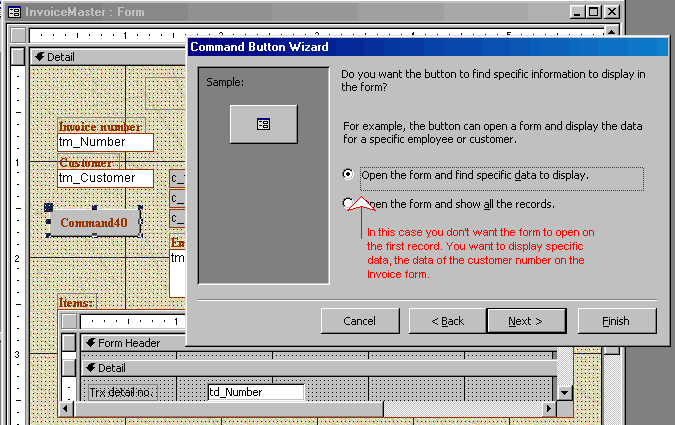 InvoiceMaster : Form
Detail
Invoice number
tm_Number
Customer
tm_Customer
c_
c_
c_
Command40
tm
Items:
Form Header
Detail
Trx detail no.
td_Number
Command Button Wizard
Sample:
Do you want the button to find specific information to display in
the form?
For example, the button can open a form and display the data
for a specific employee or customer.
Open the form and find specific data to display.
Open the form and show all the records.
In this case you don't want the form to open on
the first record. You want to display specific
data, the data of the customer number on the
Invoice form.
Cancel
< Back
Next >
Finish